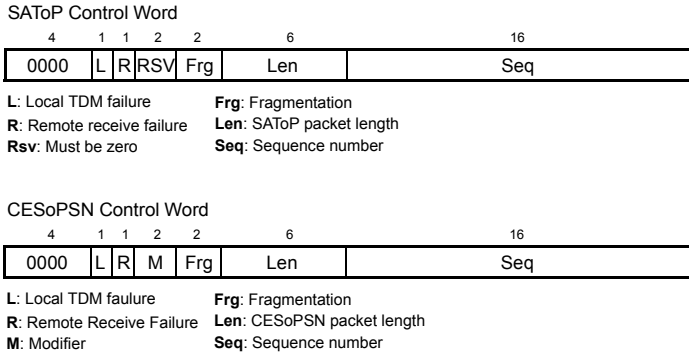 SAToP Control Word
4 1 1 2 2 6 16
0000 L R RSV Frg Len Seq
L: Local TDM failure Frg: Fragmentation
R: Remote receive failure Len: SAToP packet length
Rsv: Must be zero Seq: Sequence number
CESoPSN Control Word
4 1 1 2 2 6 16
0000 L R M Frg Len Seq
L: Local TDM faulure Frg: Fragmentation
R: Remote Receive Failure Len: CESoPSN packet length
M: Modifier Seq: Sequence number